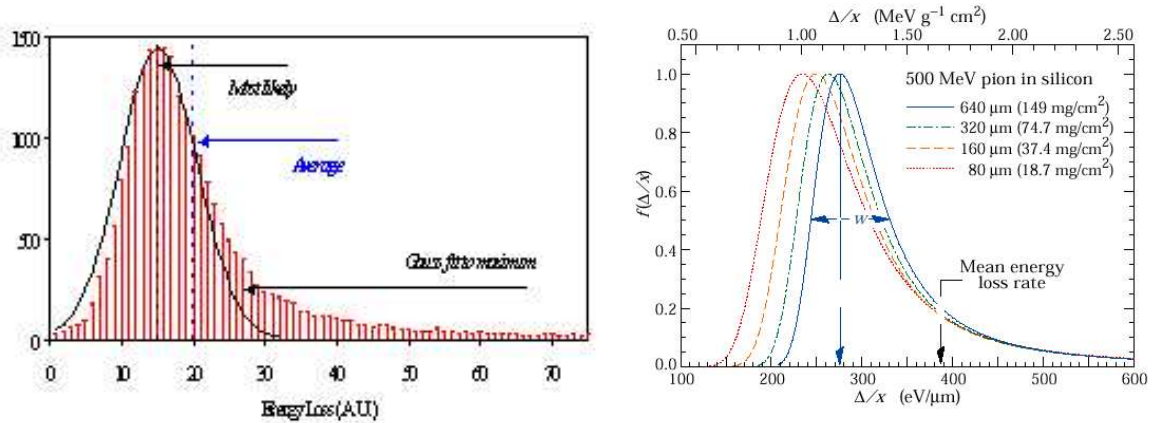 1500
1000
500
0
0 10 20 30 40 50 60 70
Most likely
Average
Gauss fit to maximum
Energy Loss (A.U.)
Δ/x (MeV g⁻¹ cm²)
0.50 1.00 1.50 2.00 2.50
500 MeV pion in silicon
640 μm (149 mg/cm²)
320 μm (74.7 mg/cm²)
160 μm (37.4 mg/cm²)
80 μm (18.7 mg/cm²)
1.0
0.8
0.6
0.4
0.2
0.0
f(Δ/x)
w
Mean energy
loss rate
100 200 300 400 500 600
Δ/x (eV/μm)